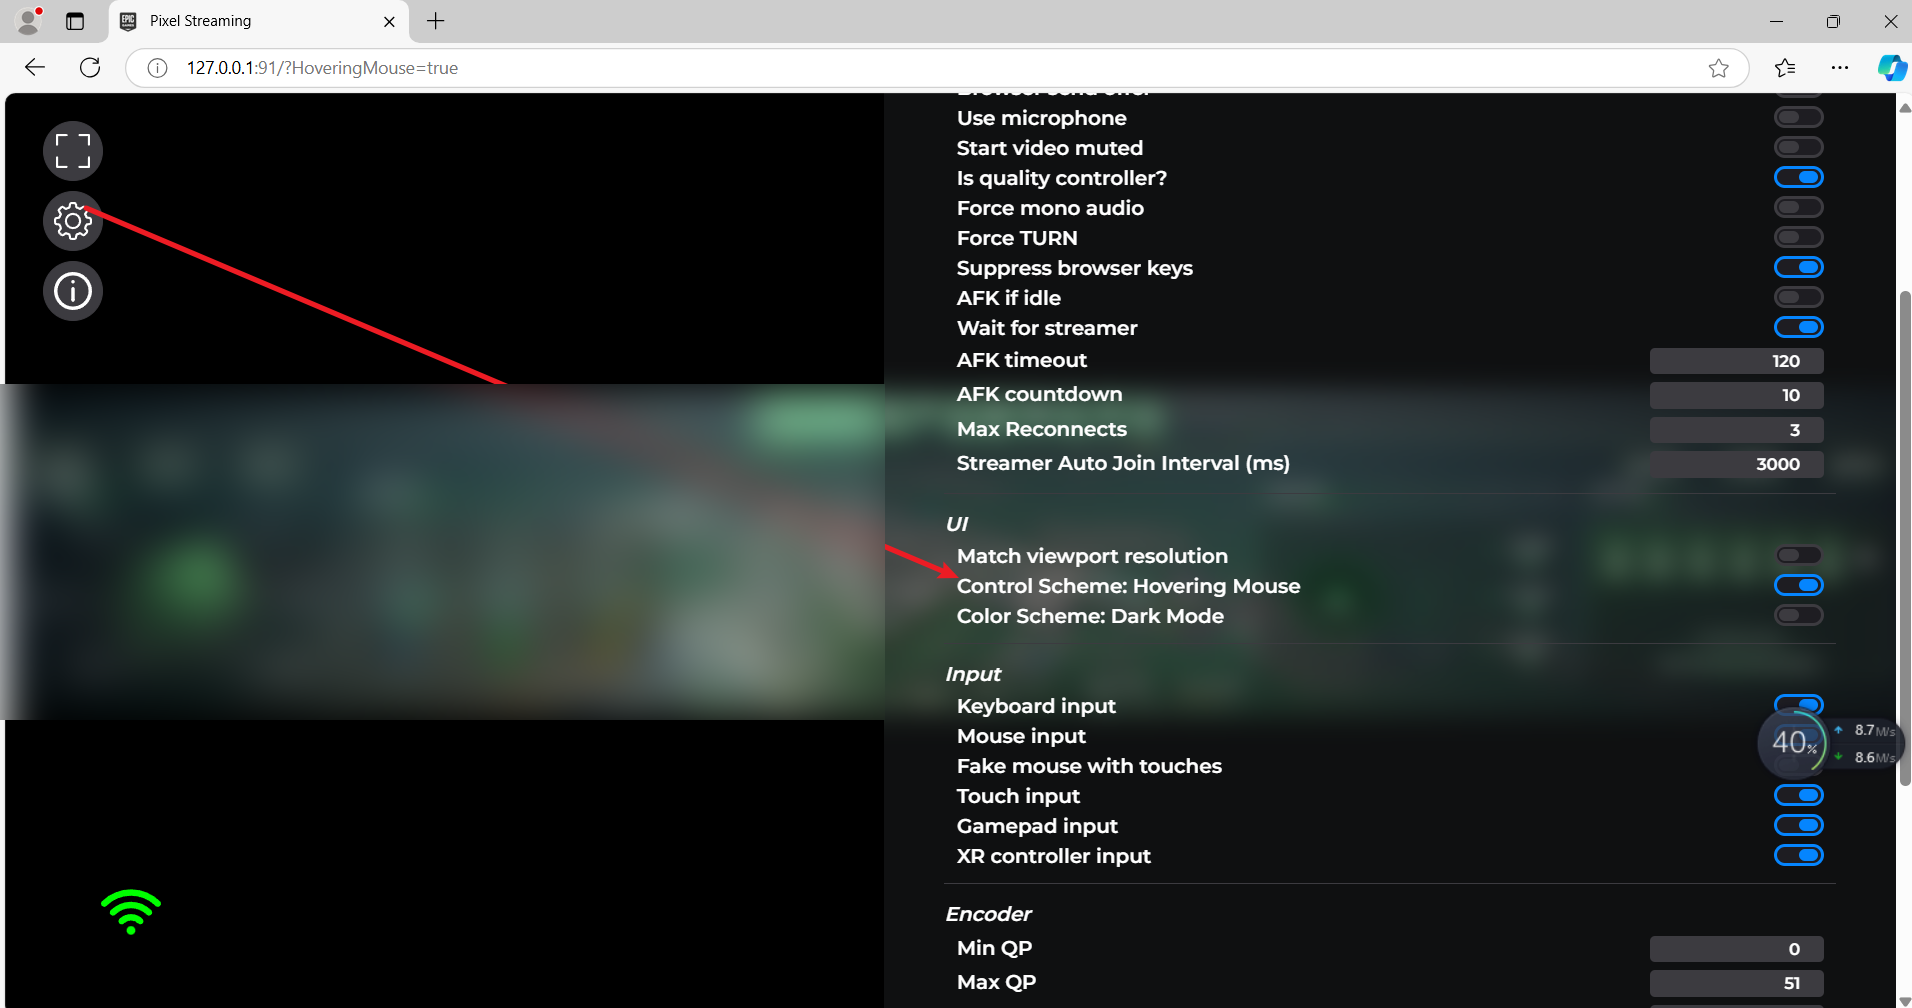 Pixel Streaming
127.0.0.1:91/?HoveringMouse=true
Use microphone
Start video muted
Is quality controller?
Force mono audio
Force TURN
Suppress browser keys
AFK if idle
Wait for streamer
AFK timeout 120
AFK countdown 10
Max Reconnects 3
Streamer Auto Join Interval (ms) 3000
UI
Match viewport resolution
Control Scheme: Hovering Mouse
Color Scheme: Dark Mode
Input
Keyboard input
Mouse input
Fake mouse with touches
Touch input
Gamepad input
XR controller input
40%
8.7M/s
8.6M/s
Encoder
Min QP 0
Max QP 51